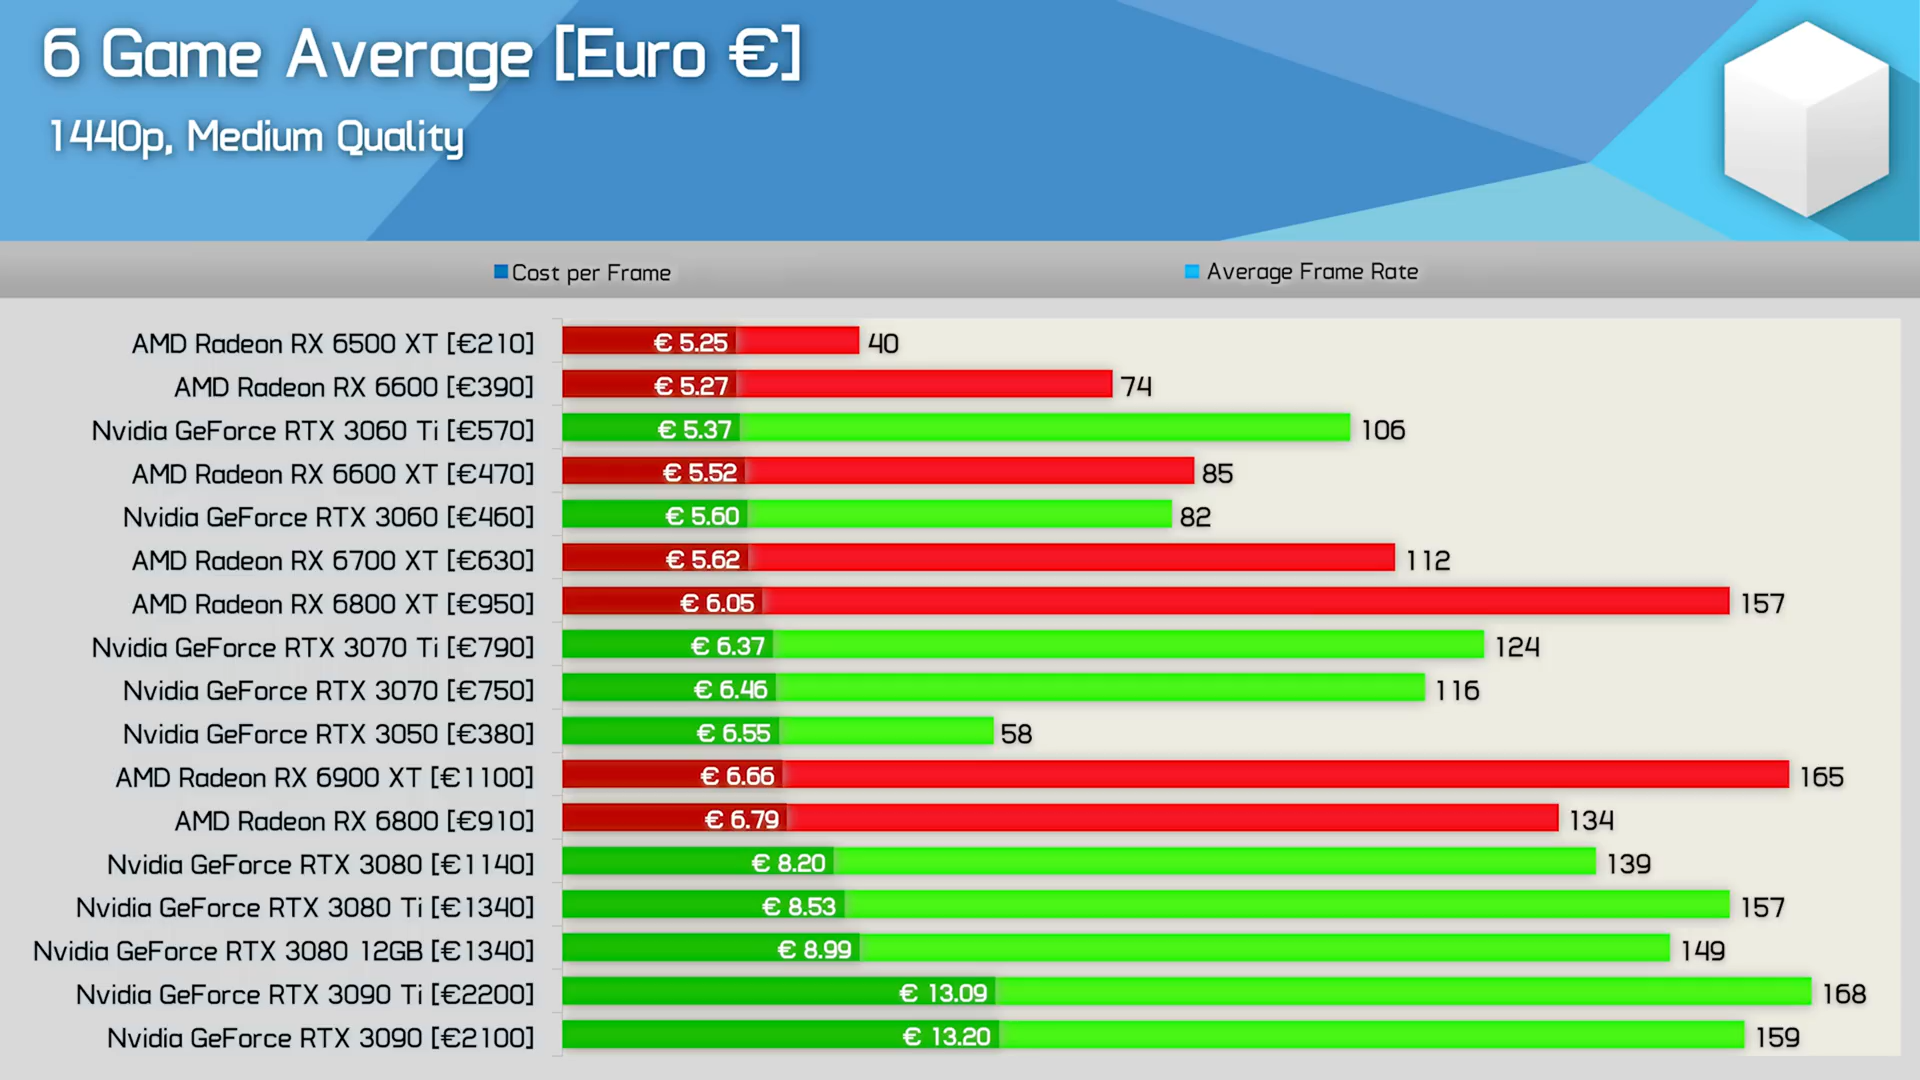 6 Game Average [Euro €]
1440p, Medium Quality
Cost per Frame Average Frame Rate
AMD Radeon RX 6500 XT [€210] € 5.25 40
AMD Radeon RX 6600 [€390] € 5.27 74
Nvidia GeForce RTX 3060 Ti [€570] € 5.37 106
AMD Radeon RX 6600 XT [€470] € 5.52 85
Nvidia GeForce RTX 3060 [€460] € 5.60 82
AMD Radeon RX 6700 XT [€630] € 5.62 112
AMD Radeon RX 6800 XT [€950] € 6.05 157
Nvidia GeForce RTX 3070 Ti [€790] € 6.37 124
Nvidia GeForce RTX 3070 [€750] € 6.46 116
Nvidia GeForce RTX 3050 [€380] € 6.55 58
AMD Radeon RX 6900 XT [€1100] € 6.66 165
AMD Radeon RX 6800 [€910] € 6.79 134
Nvidia GeForce RTX 3080 [€1140] € 8.20 139
Nvidia GeForce RTX 3080 Ti [€1340] € 8.53 157
Nvidia GeForce RTX 3080 12GB [€1340] € 8.99 149
Nvidia GeForce RTX 3090 Ti [€2200] € 13.09 168
Nvidia GeForce RTX 3090 [€2100] € 13.20 159